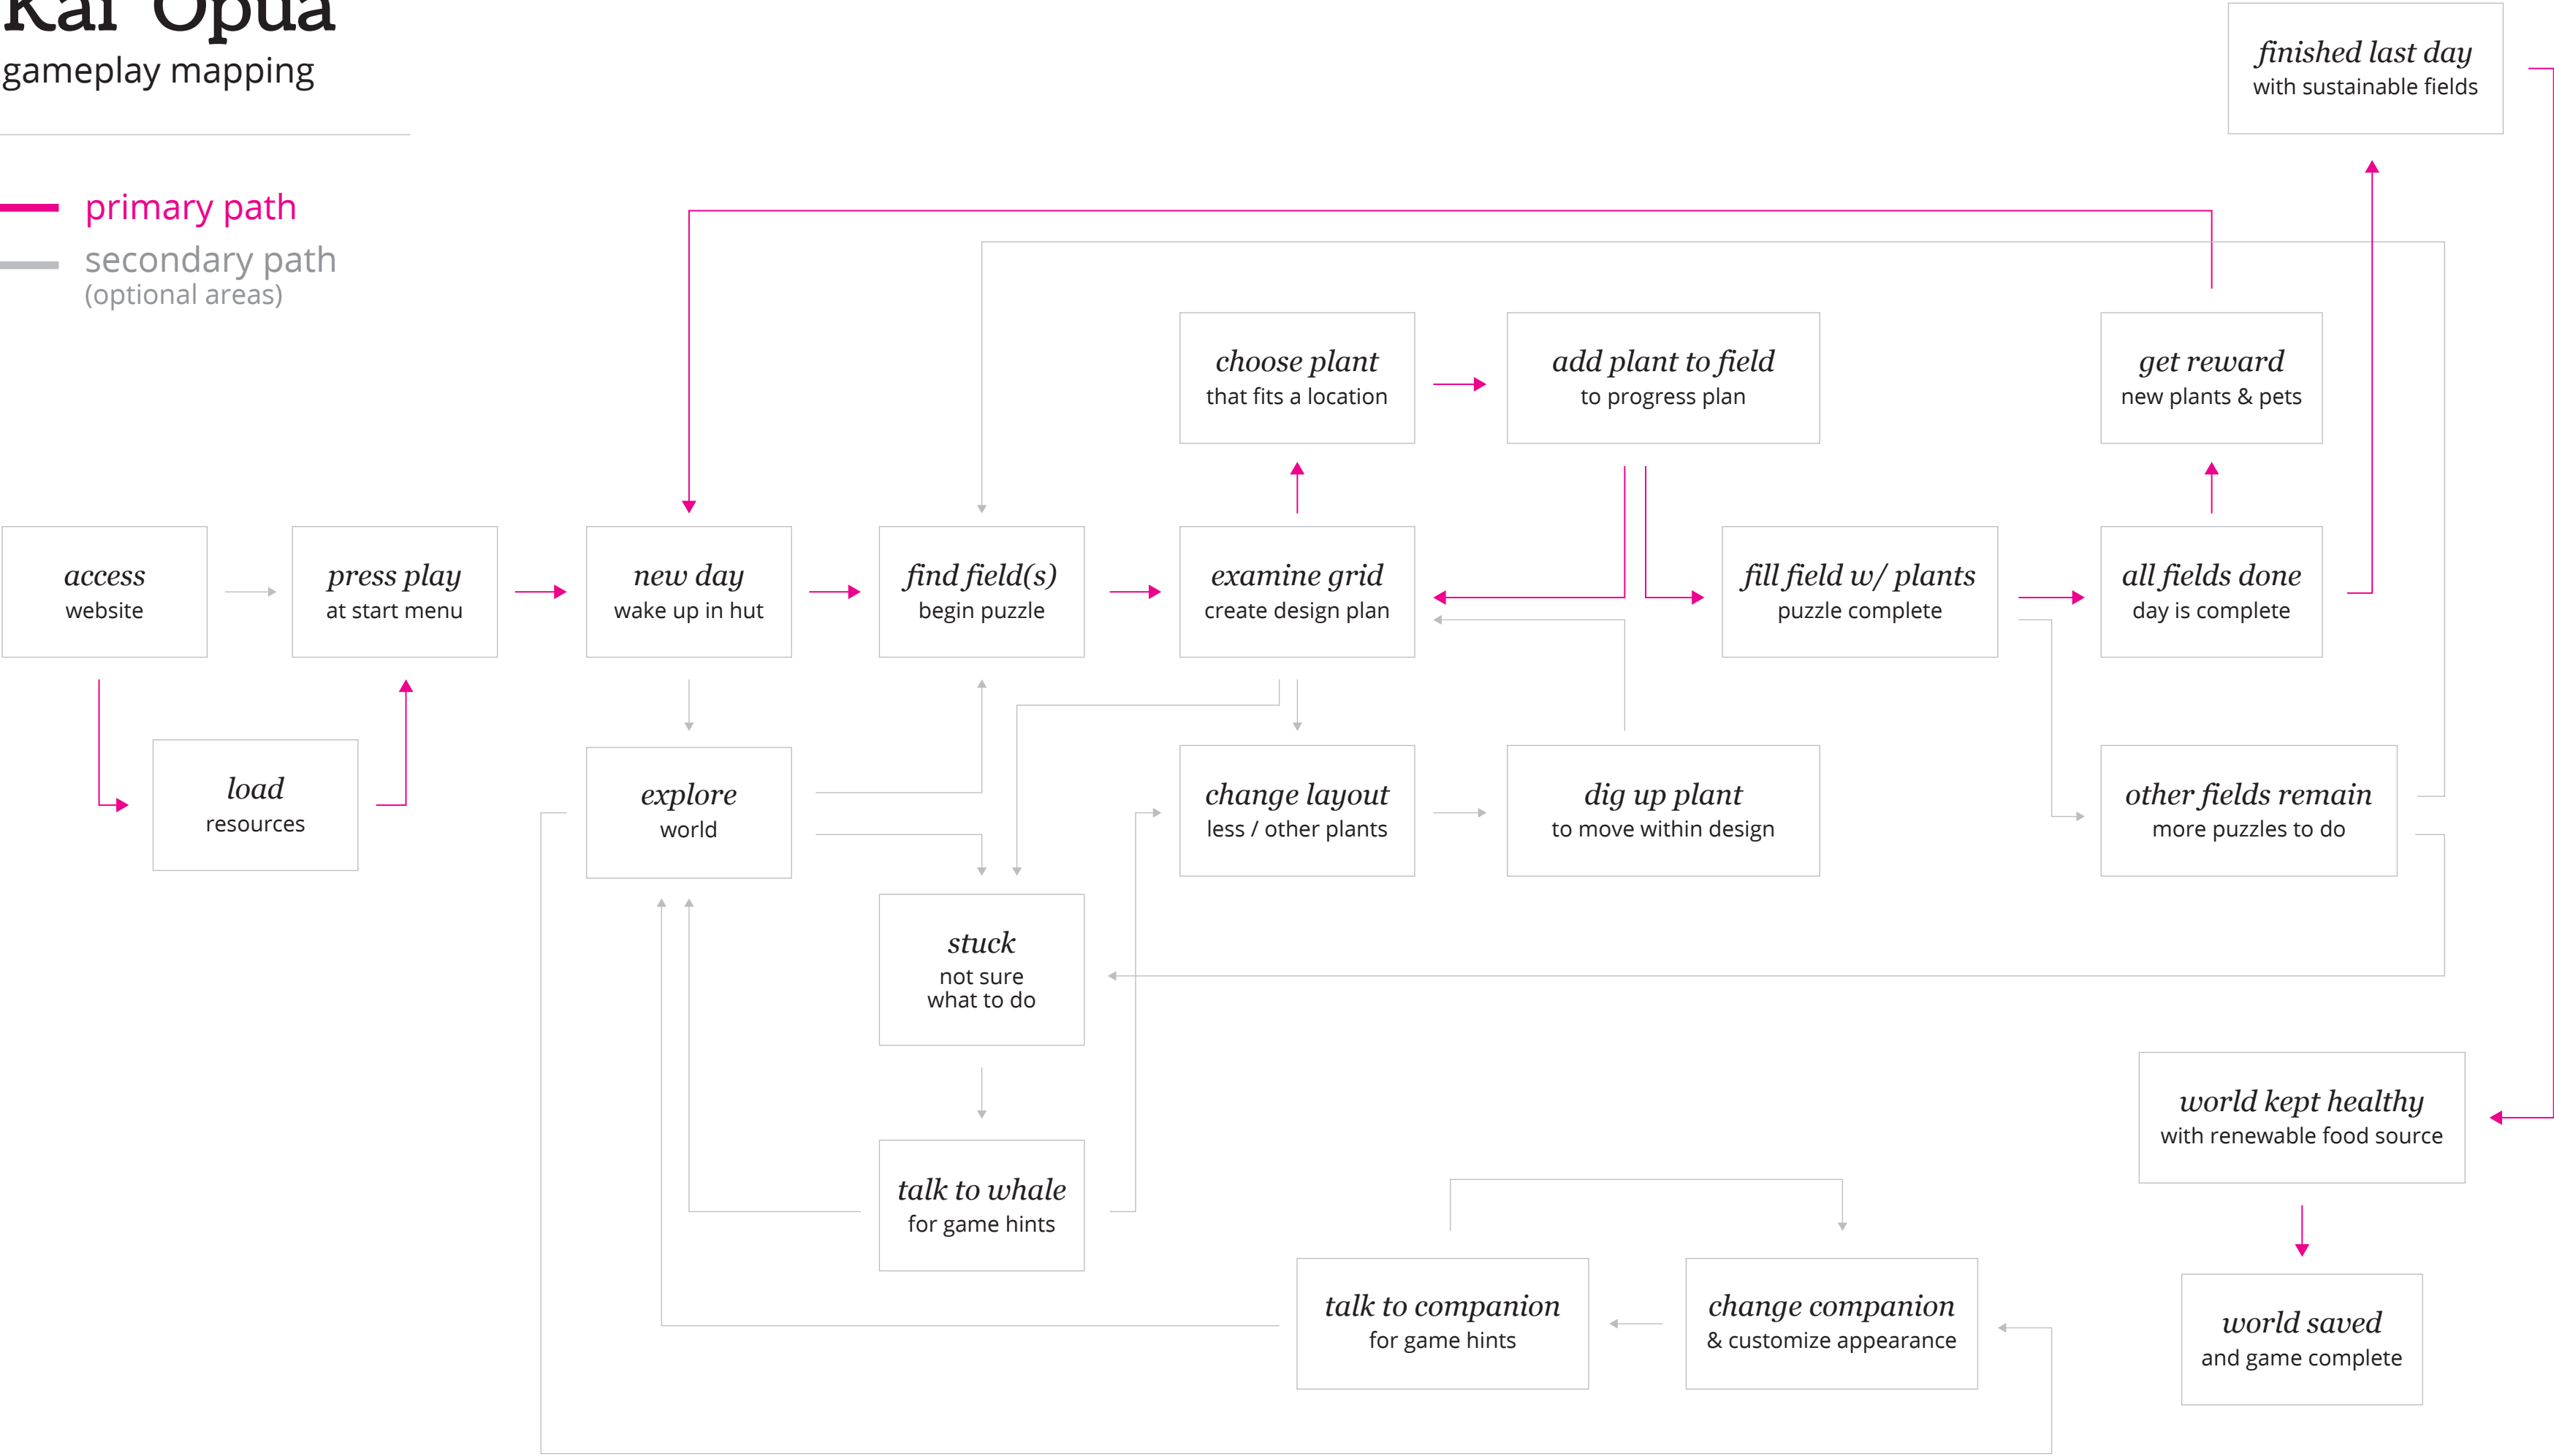 Kai Opua
gameplay mapping
primary path
secondary path
(optional areas)
finished last day
with sustainable fields
choose plant
that fits a location
add plant to field
to progress plan
get reward
new plants & pets
access
website
press play
at start menu
new day
wake up in hut
find field(s)
begin puzzle
examine grid
create design plan
fill field w/ plants
puzzle complete
all fields done
day is complete
load
resources
explore
world
change layout
less / other plants
dig up plant
to move within design
other fields remain
more puzzles to do
stuck
not sure
what to do
talk to whale
for game hints
world kept healthy
with renewable food source
talk to companion
for game hints
change companion
& customize appearance
world saved
and game complete